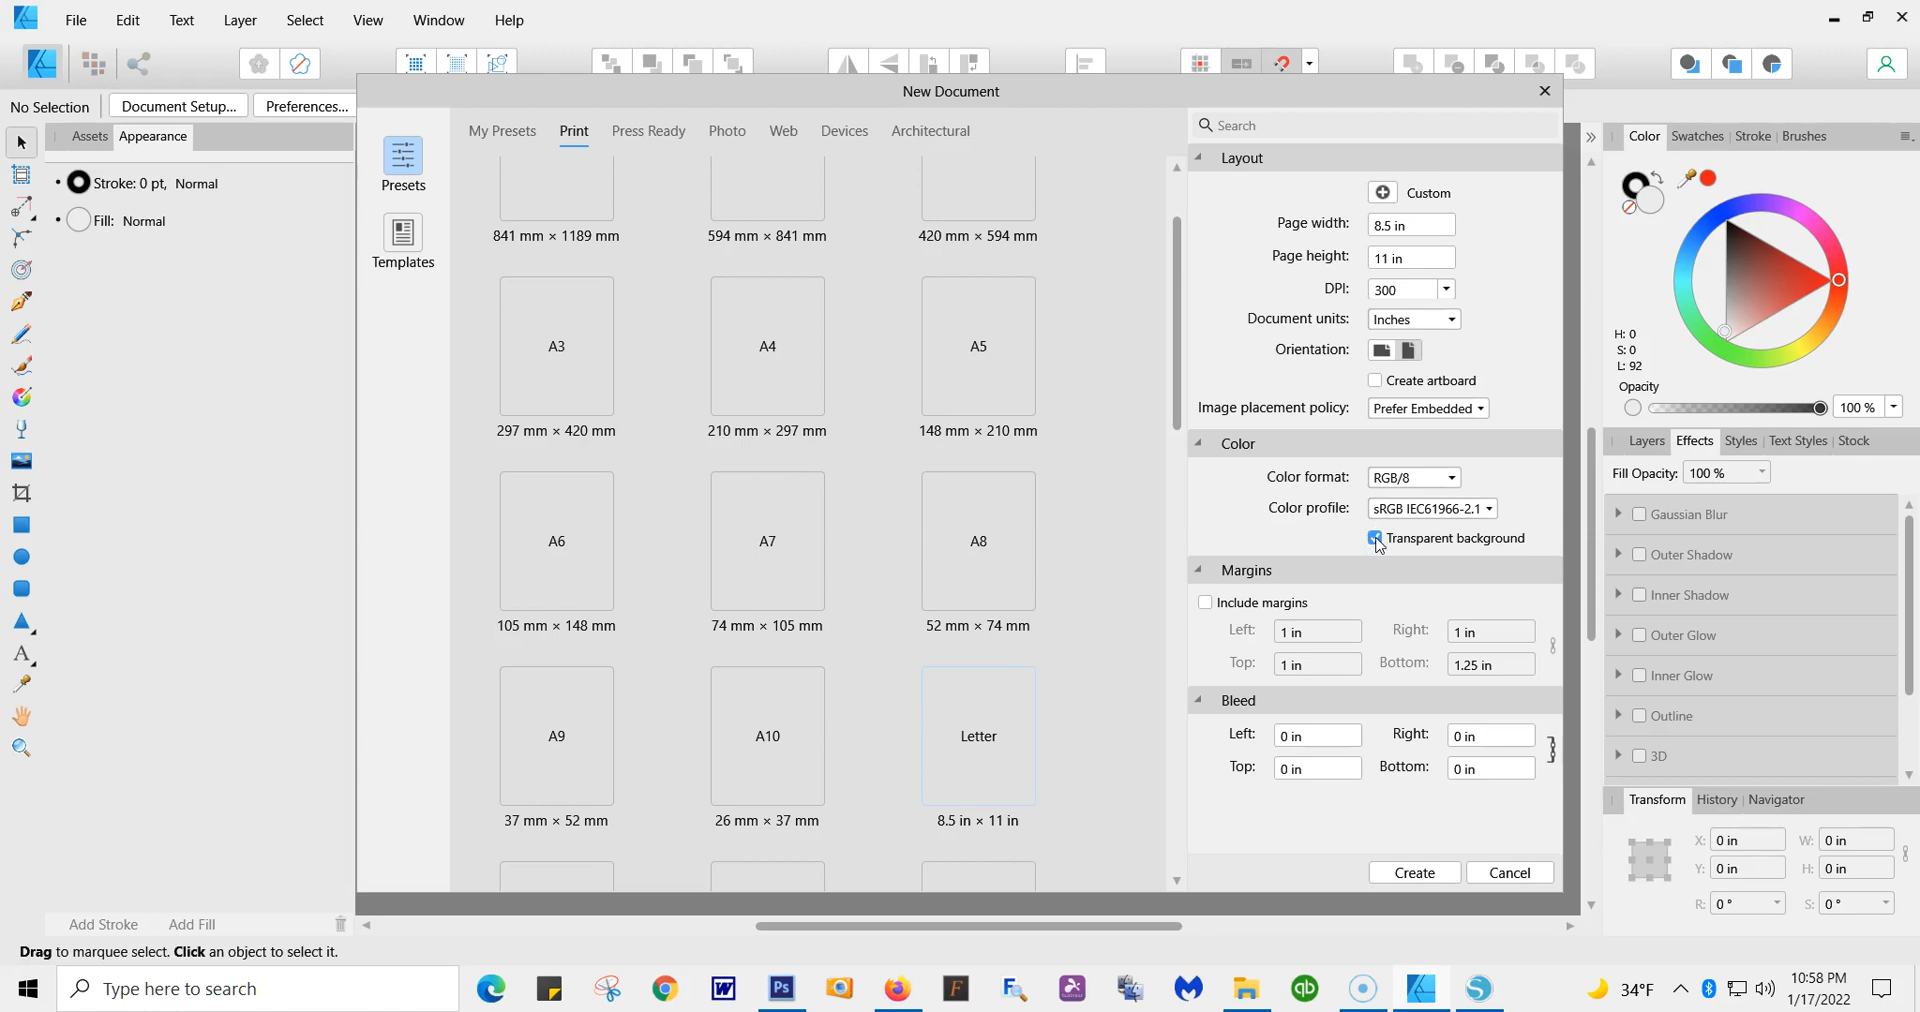 File Edit Text Layer Select View Window Help
No Selection Document Setup... Preferences...
New Document
Assets Appearance
Stroke: 0 pt, Normal
Fill: Normal
Add Stroke Add Fill
Presets
Templates
My Presets Print Press Ready Photo Web Devices Architectural
841 mm × 1189 mm 594 mm × 841 mm 420 mm × 594 mm
A3 A4 A5
297 mm × 420 mm 210 mm × 297 mm 148 mm × 210 mm
A6 A7 A8
105 mm × 148 mm 74 mm × 105 mm 52 mm × 74 mm
A9 A10 Letter
37 mm × 52 mm 26 mm × 37 mm 8.5 in × 11 in
Search
Layout
Custom
Page width: 8.5 in
Page height: 11 in
DPI: 300
Document units: Inches
Orientation:
Create artboard
Image placement policy: Prefer Embedded
Color
Color format: RGB/8
Color profile: sRGB IEC61966-2.1
Transparent background
Margins
Include margins
Left: 1 in Right: 1 in
Top: 1 in Bottom: 1.25 in
Bleed
Left: 0 in Right: 0 in
Top: 0 in Bottom: 0 in
Create Cancel
Color Swatches Stroke Brushes
H: 0
S: 0
L: 92
Opacity
100 %
Layers Effects Styles Text Styles Stock
Fill Opacity: 100 %
Gaussian Blur
Outer Shadow
Inner Shadow
Outer Glow
Inner Glow
Outline
3D
Transform History Navigator
X: 0 in W: 0 in
Y: 0 in H: 0 in
R: 0 ° S: 0 °
Drag to marquee select. Click an object to select it.
Type here to search
W Ps F qb
34°F
10:58 PM
1/17/2022